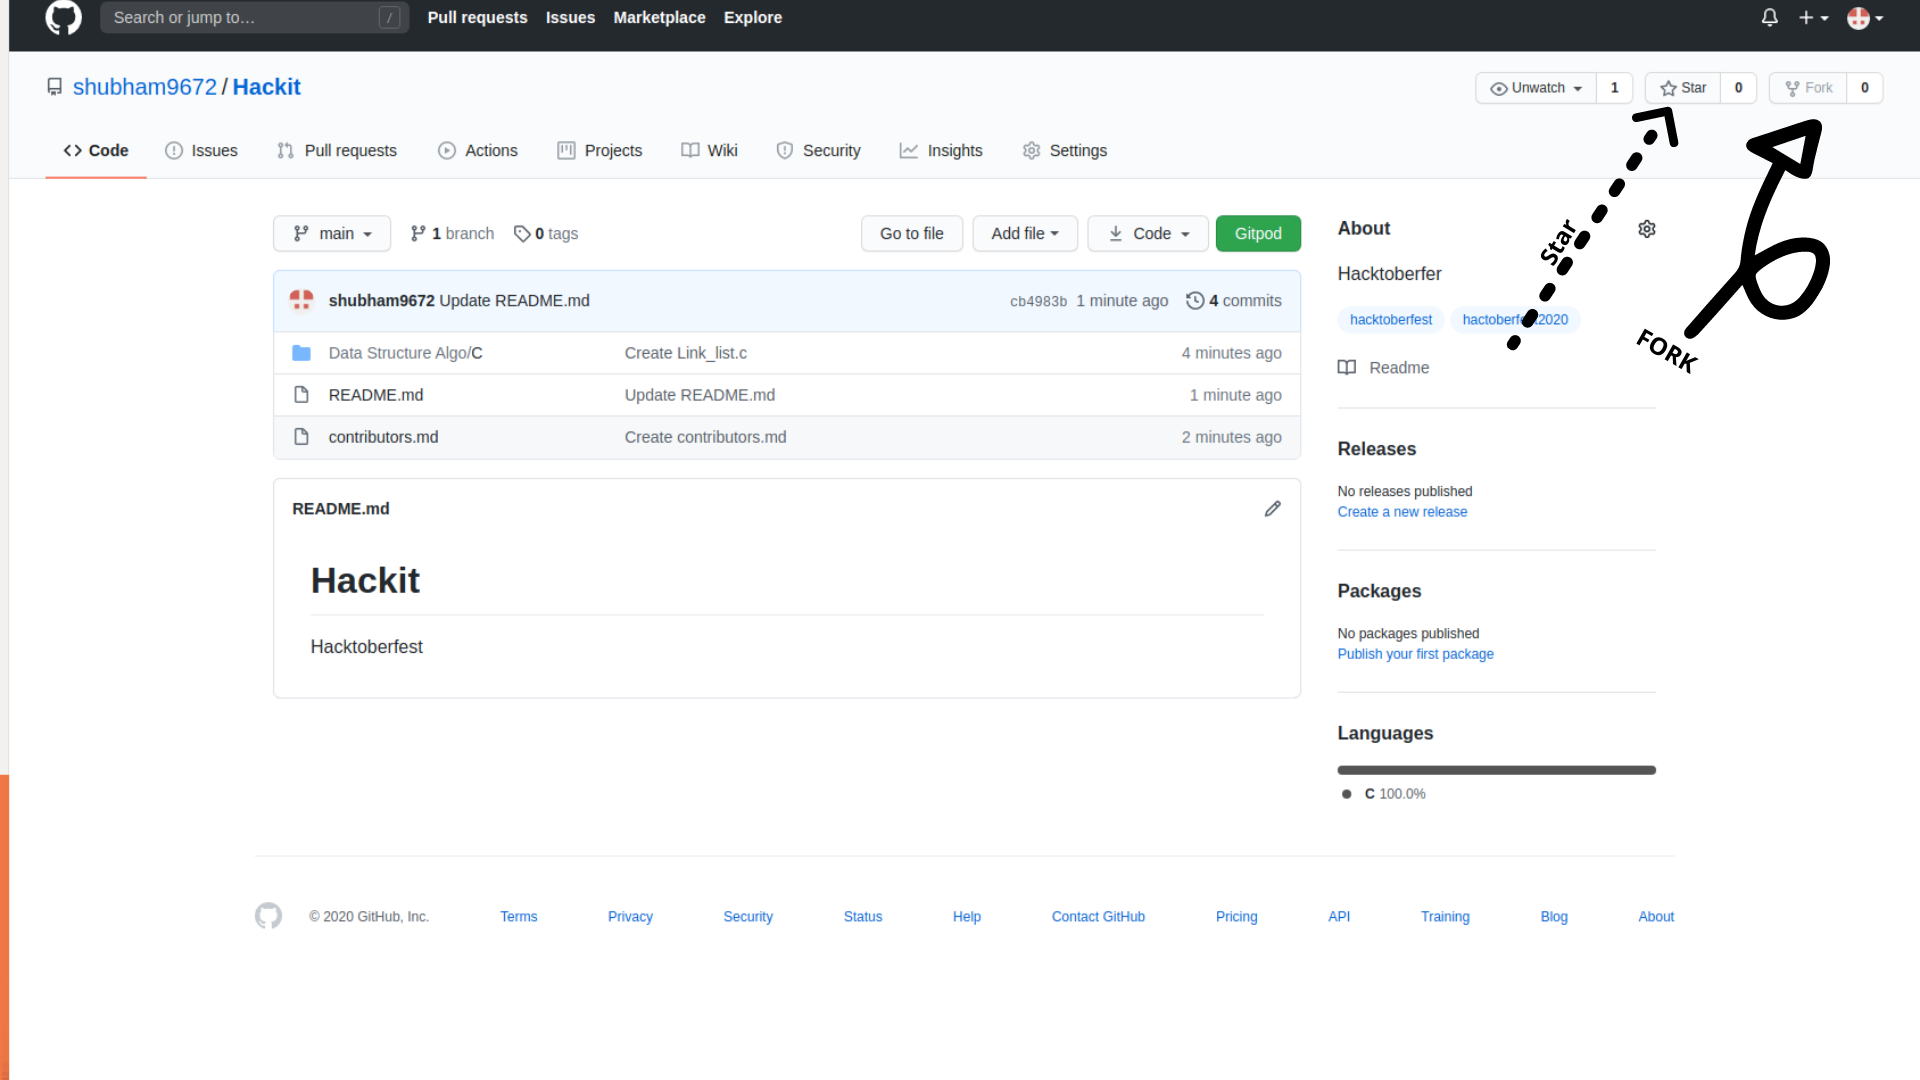 Search or jump to… /
Pull requests Issues Marketplace Explore
shubham9672 / Hackit
Unwatch 1 Star 0 Fork 0
Code Issues Pull requests Actions Projects Wiki Security Insights Settings
main 1 branch 0 tags Go to file Add file Code Gitpod
shubham9672 Update README.md cb4983b 1 minute ago 4 commits
Data Structure Algo/C Create Link_list.c 4 minutes ago
README.md Update README.md 1 minute ago
contributors.md Create contributors.md 2 minutes ago
README.md
Hackit
Hacktoberfest
About
Hacktoberfer
hacktoberfest
Readme
Star
FORK
Releases
No releases published
Create a new release
Packages
No packages published
Publish your first package
Languages
C 100.0%
© 2020 GitHub, Inc. Terms Privacy Security Status Help Contact GitHub Pricing API Training Blog About